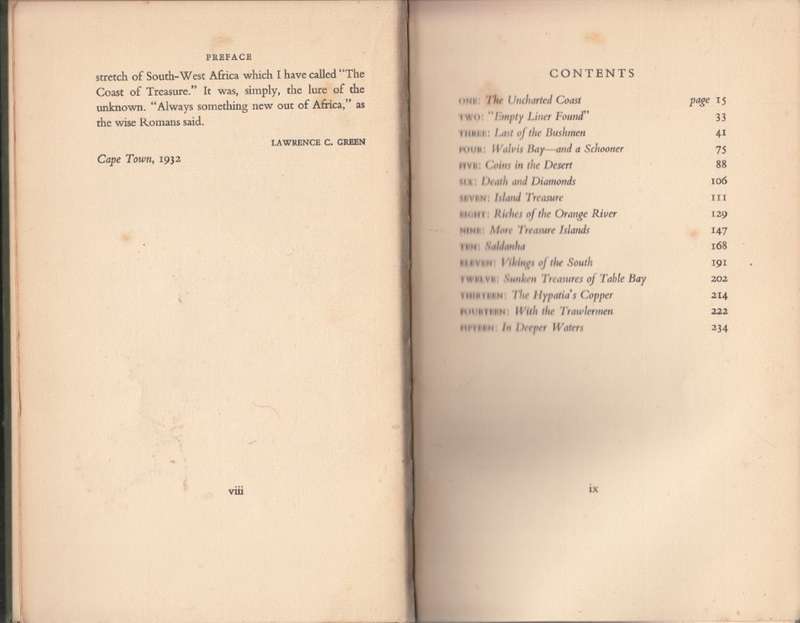 PREFACE
stretch of South-West Africa which I have called "The
Coast of Treasure." It was, simply, the lure of the
unknown. "Always something new out of Africa," as
the wise Romans said.
LAWRENCE C. GREEN
Cape Town, 1932
viii
CONTENTS
ONE: The Uncharted Coast page 15
TWO: "Empty Liner Found" 33
THREE: Last of the Bushmen 41
FOUR: Walvis Bay—and a Schooner 75
FIVE: Coins in the Desert 88
SIX: Death and Diamonds 106
SEVEN: Island Treasure 111
EIGHT: Riches of the Orange River 129
NINE: More Treasure Islands 147
TEN: Saldanha 168
ELEVEN: Vikings of the South 191
TWELVE: Sunken Treasures of Table Bay 202
THIRTEEN: The Hypatia's Copper 214
FOURTEEN: With the Trawlermen 222
FIFTEEN: In Deeper Waters 234
ix